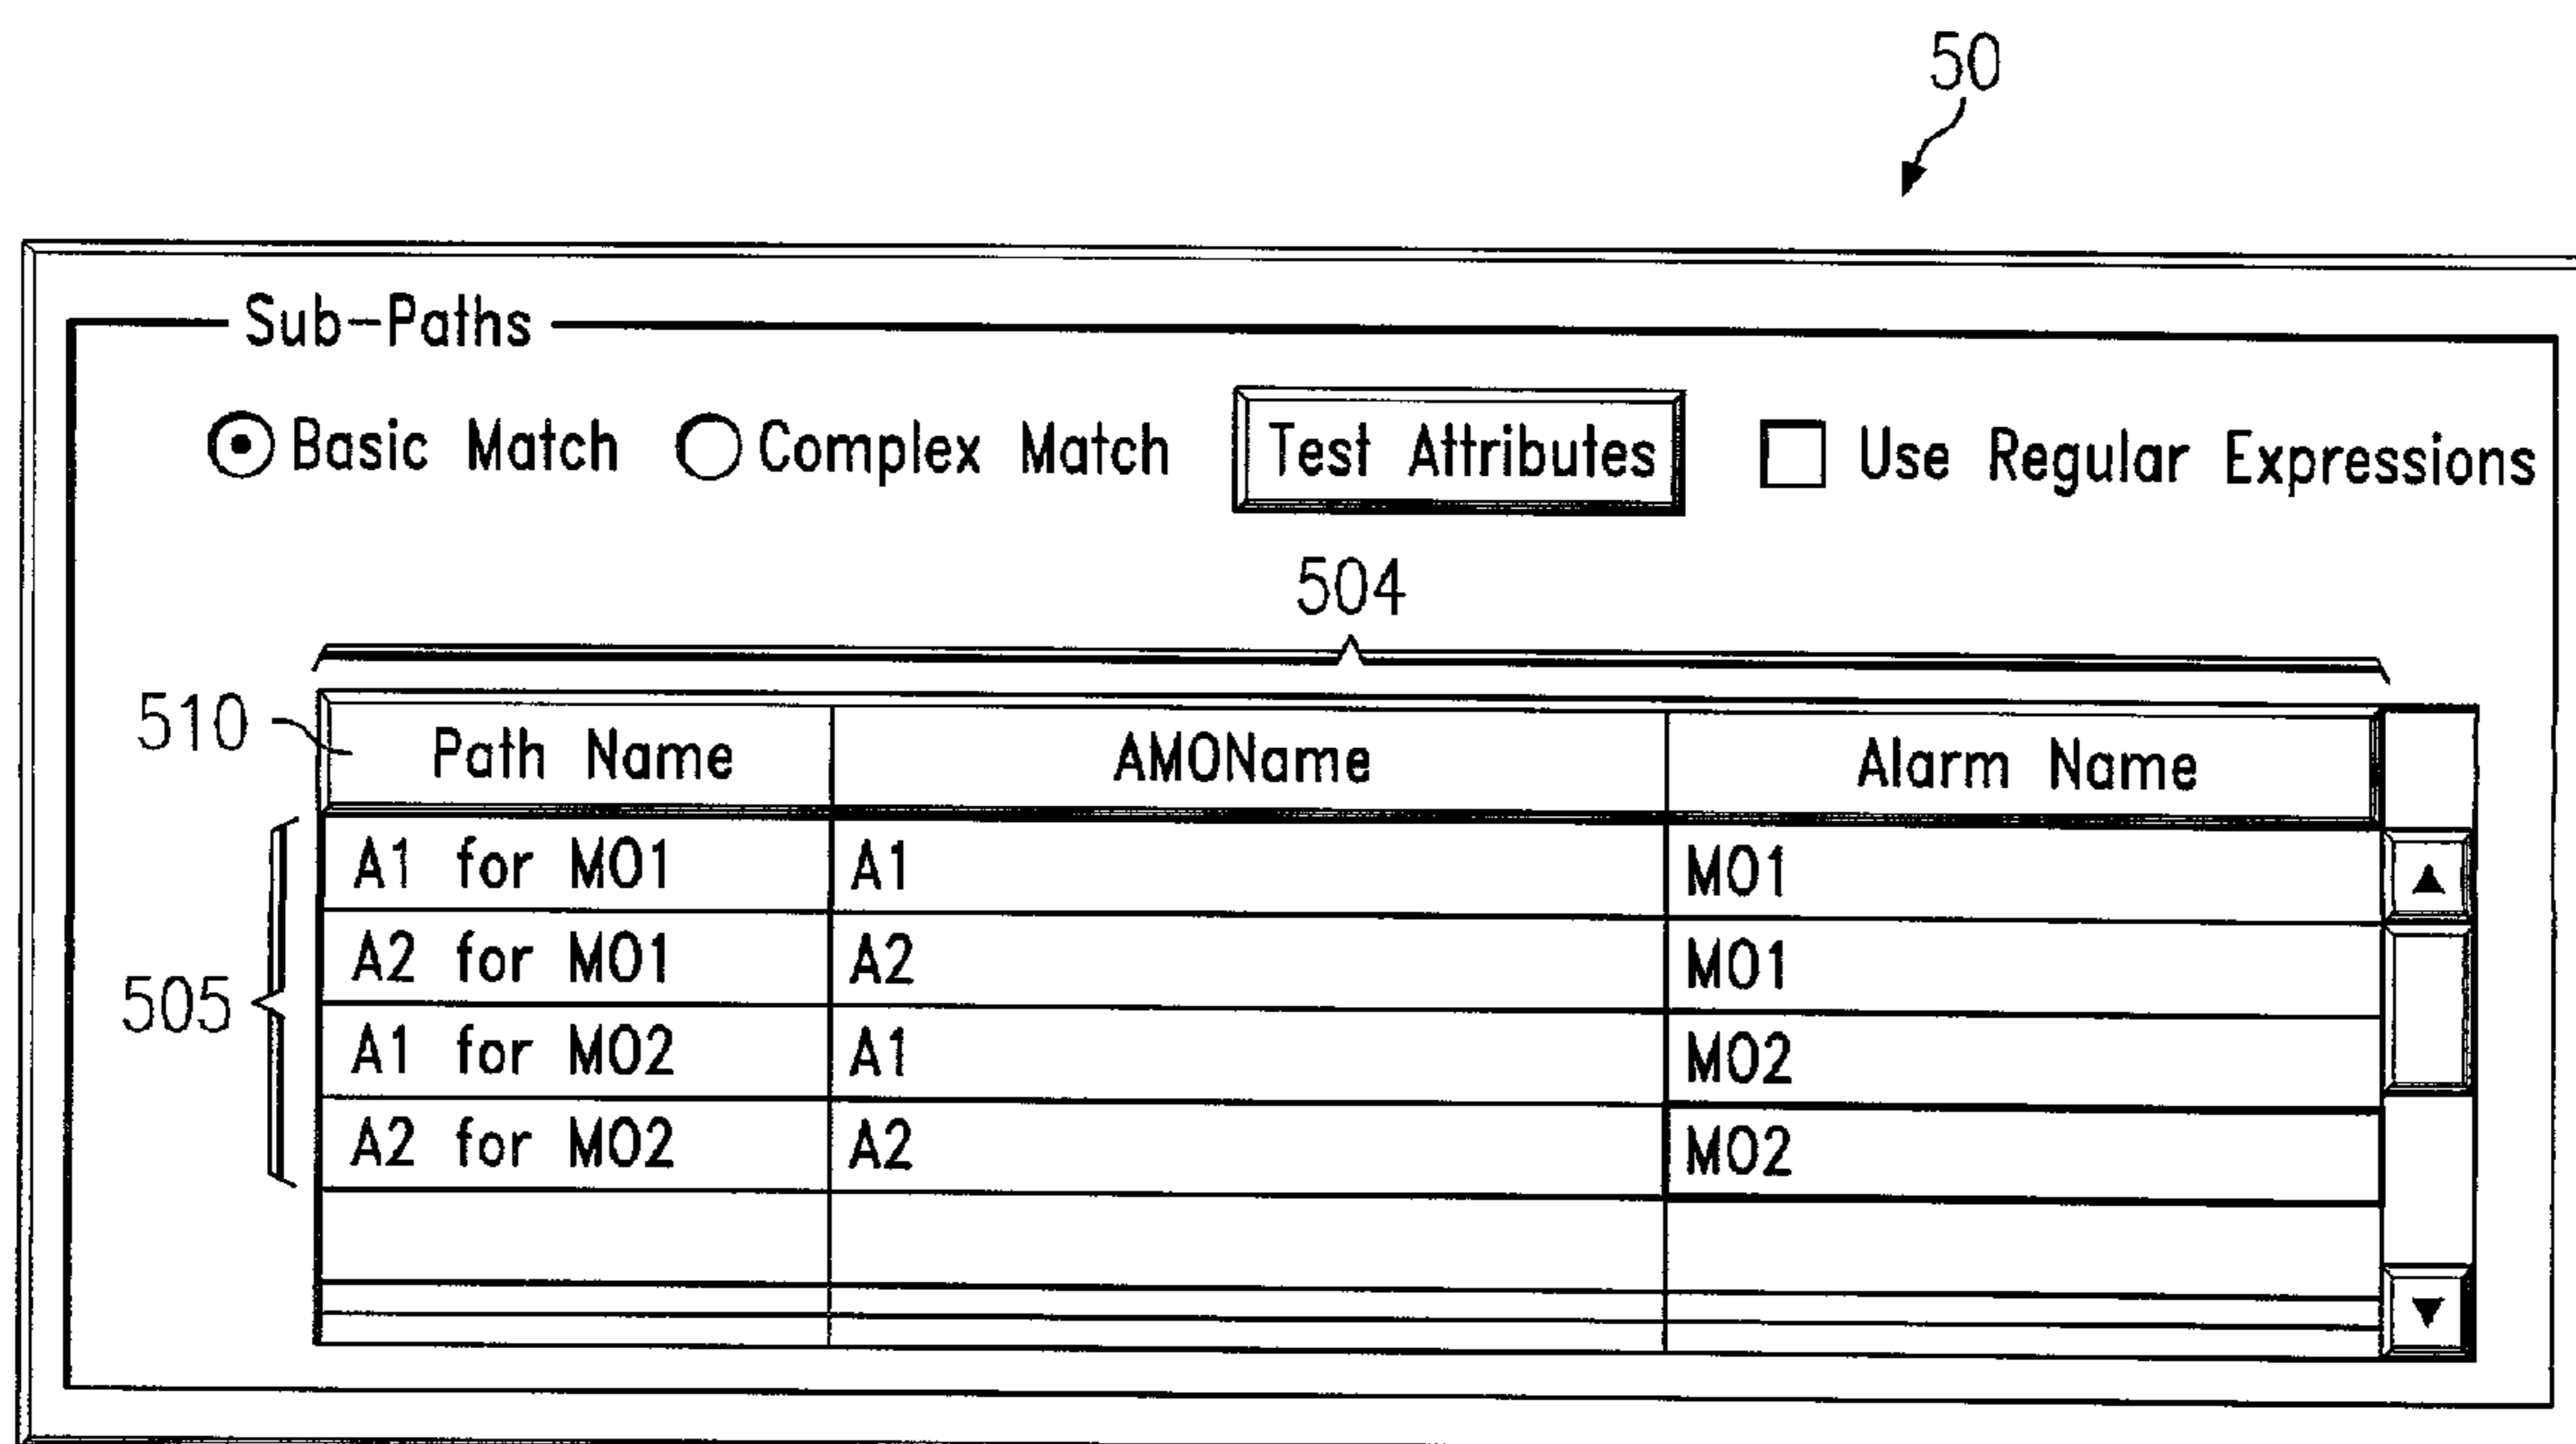 50
Sub-Paths
Basic Match Complex Match Test Attributes Use Regular Expressions
504
510 Path Name AMOName Alarm Name
A1 for MO1 A1 MO1
A2 for MO1 A2 MO1
505
A1 for MO2 A1 MO2
A2 for MO2 A2 MO2